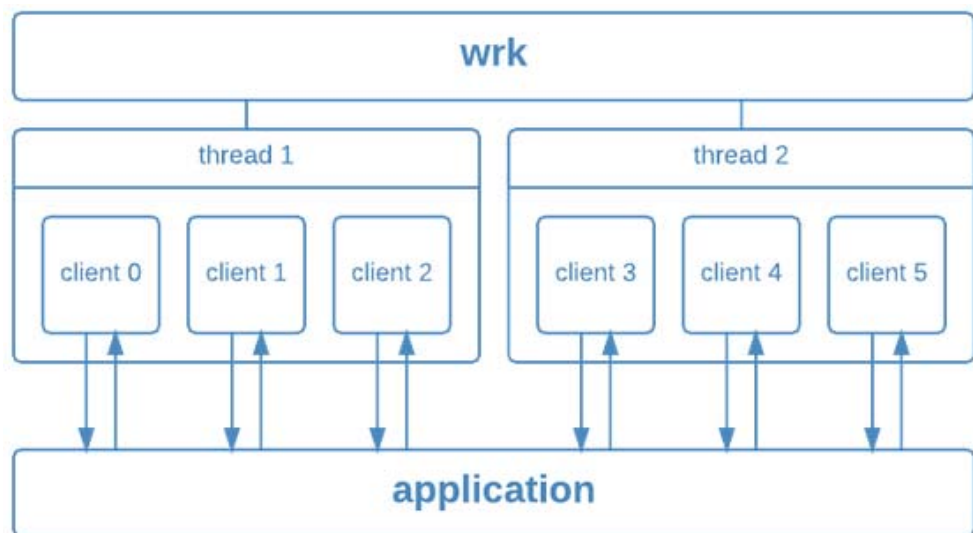 wrk
thread 1
thread 2
client 0
client 1
client 2
client 3
client 4
client 5
application